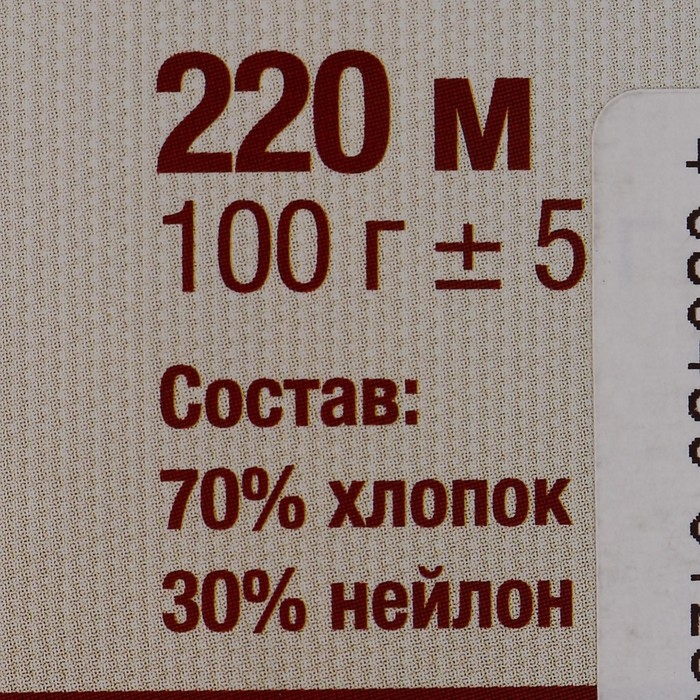 220 м
100 г ± 5
Состав:
70% хлопок
30% нейлон